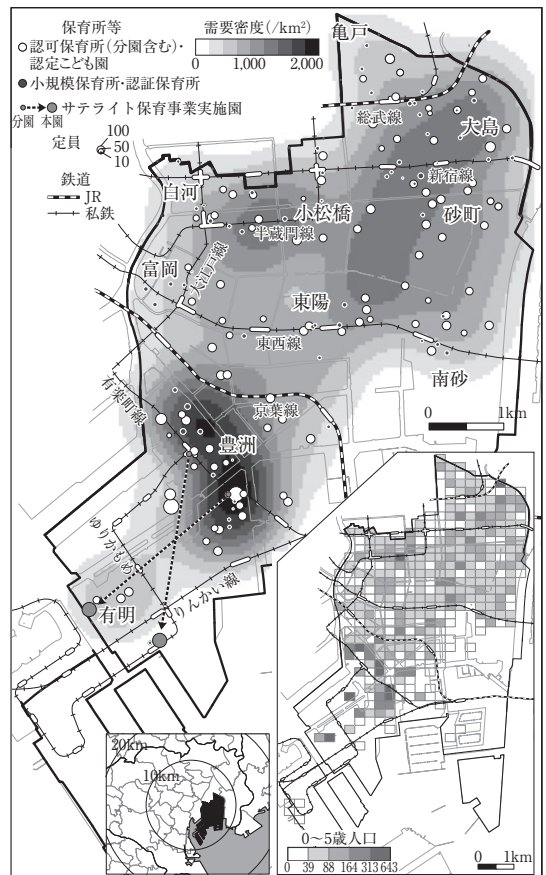 保育所等
認可保育所(分園含む)・
認定こども園
小規模保育所・認証保育所
サテライト保育事業実施園
分園 本園
定員 100
50
10
鉄道
JR
私鉄
需要密度(/km²)
0 1,000 2,000
亀戸
総武線
大島
新宿線
白河
小松橋
砂町
半蔵門線
富岡
大江戸線
東陽
東西線
南砂
有楽町線
京葉線
0 1km
豊洲
ゆりかもめ
りんかい線
有明
20km
10km
0~5歳人口
0 39 88 164 313 643
0 1km